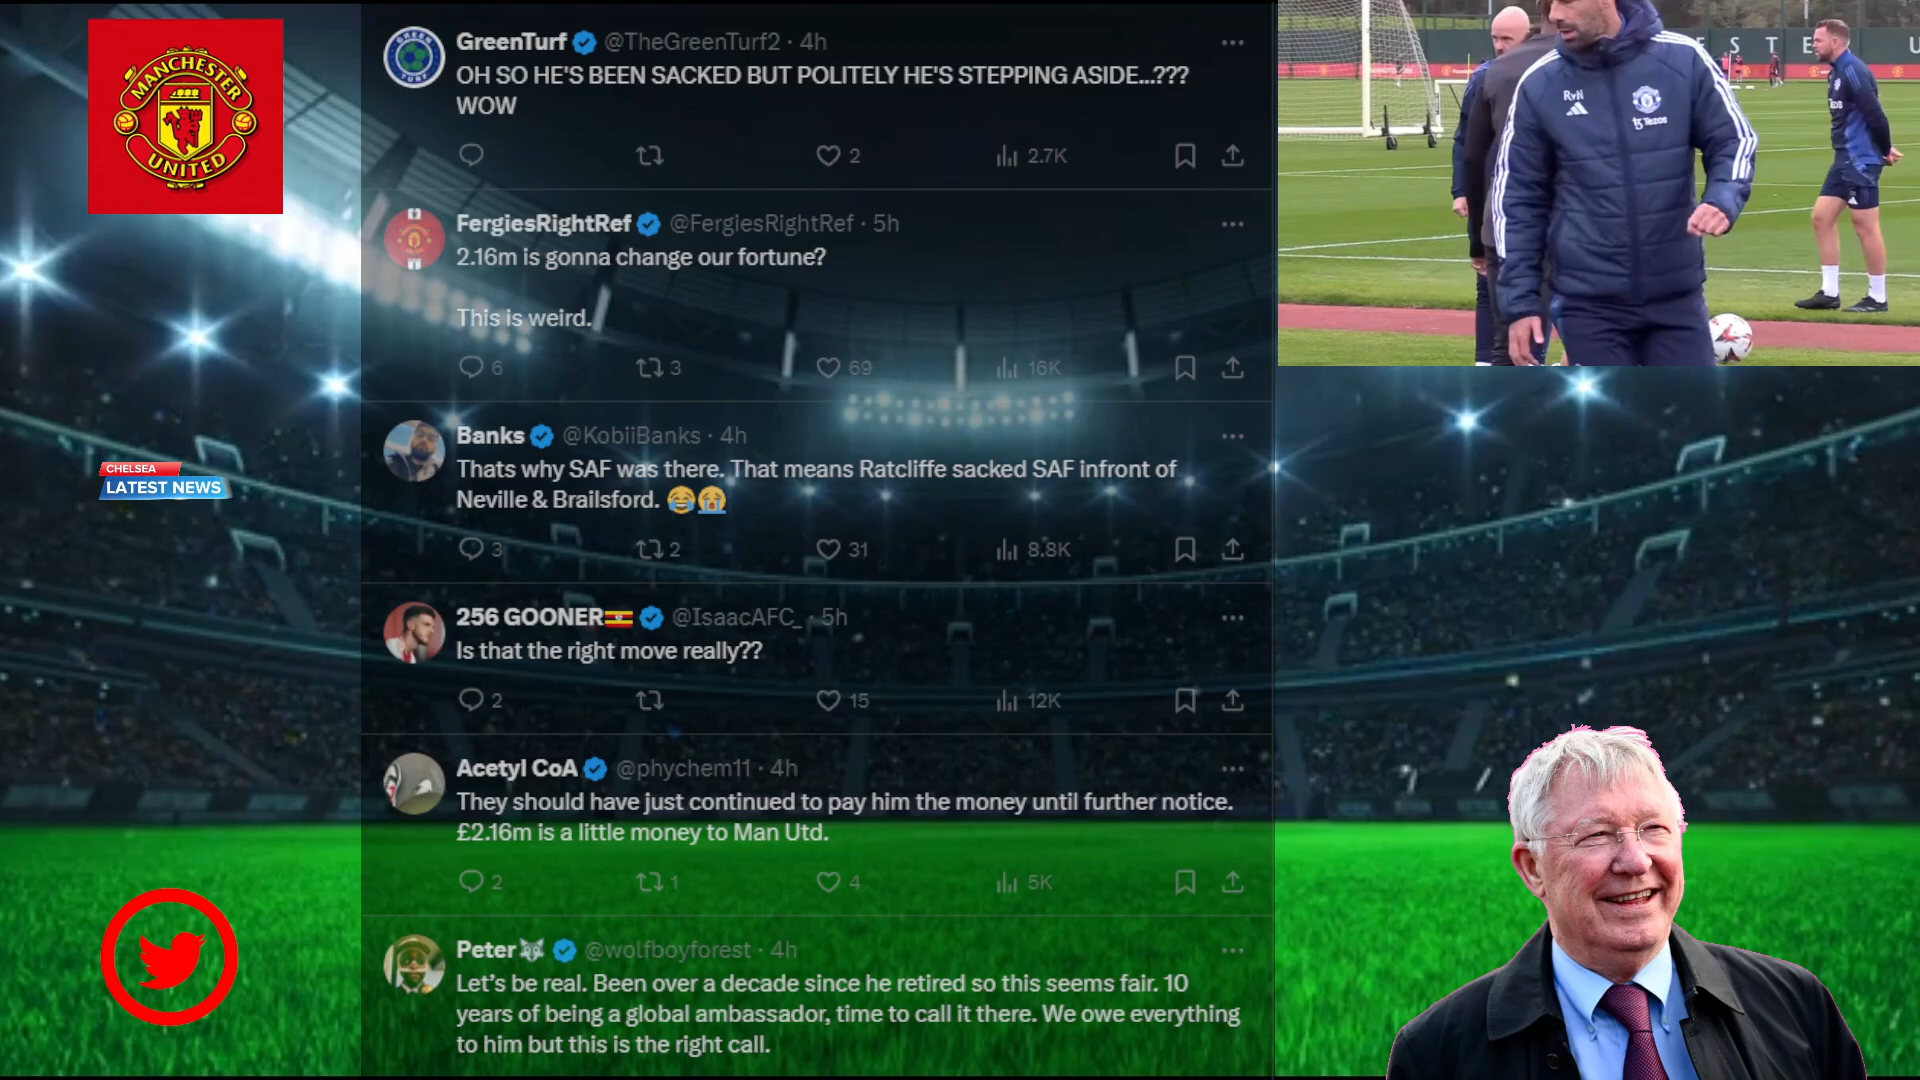 MANCHESTER
UNITED
CHELSEA
LATEST NEWS
GreenTurf @TheGreenTurf2 · 4h
OH SO HE'S BEEN SACKED BUT POLITELY HE'S STEPPING ASIDE...???
WOW
2 2.7K
FergiesRightRef @FergiesRightRef · 5h
2.16m is gonna change our fortune?
This is weird.
6 3 69 16K
Banks @KobiiBanks · 4h
Thats why SAF was there. That means Ratcliffe sacked SAF infront of
Neville & Brailsford. 😂😭
3 2 31 8.8K
256 GOONER🇺🇬 @IsaacAFC_ · 5h
Is that the right move really??
2 15 12K
Acetyl CoA @phychem11 · 4h
They should have just continued to pay him the money until further notice.
£2.16m is a little money to Man Utd.
2 1 4 5K
Peter🐺 @wolfboyforest · 4h
Let's be real. Been over a decade since he retired so this seems fair. 10
years of being a global ambassador, time to call it there. We owe everything
to him but this is the right call.
GREEN
TURF
RvN
Tezos
E S T E U